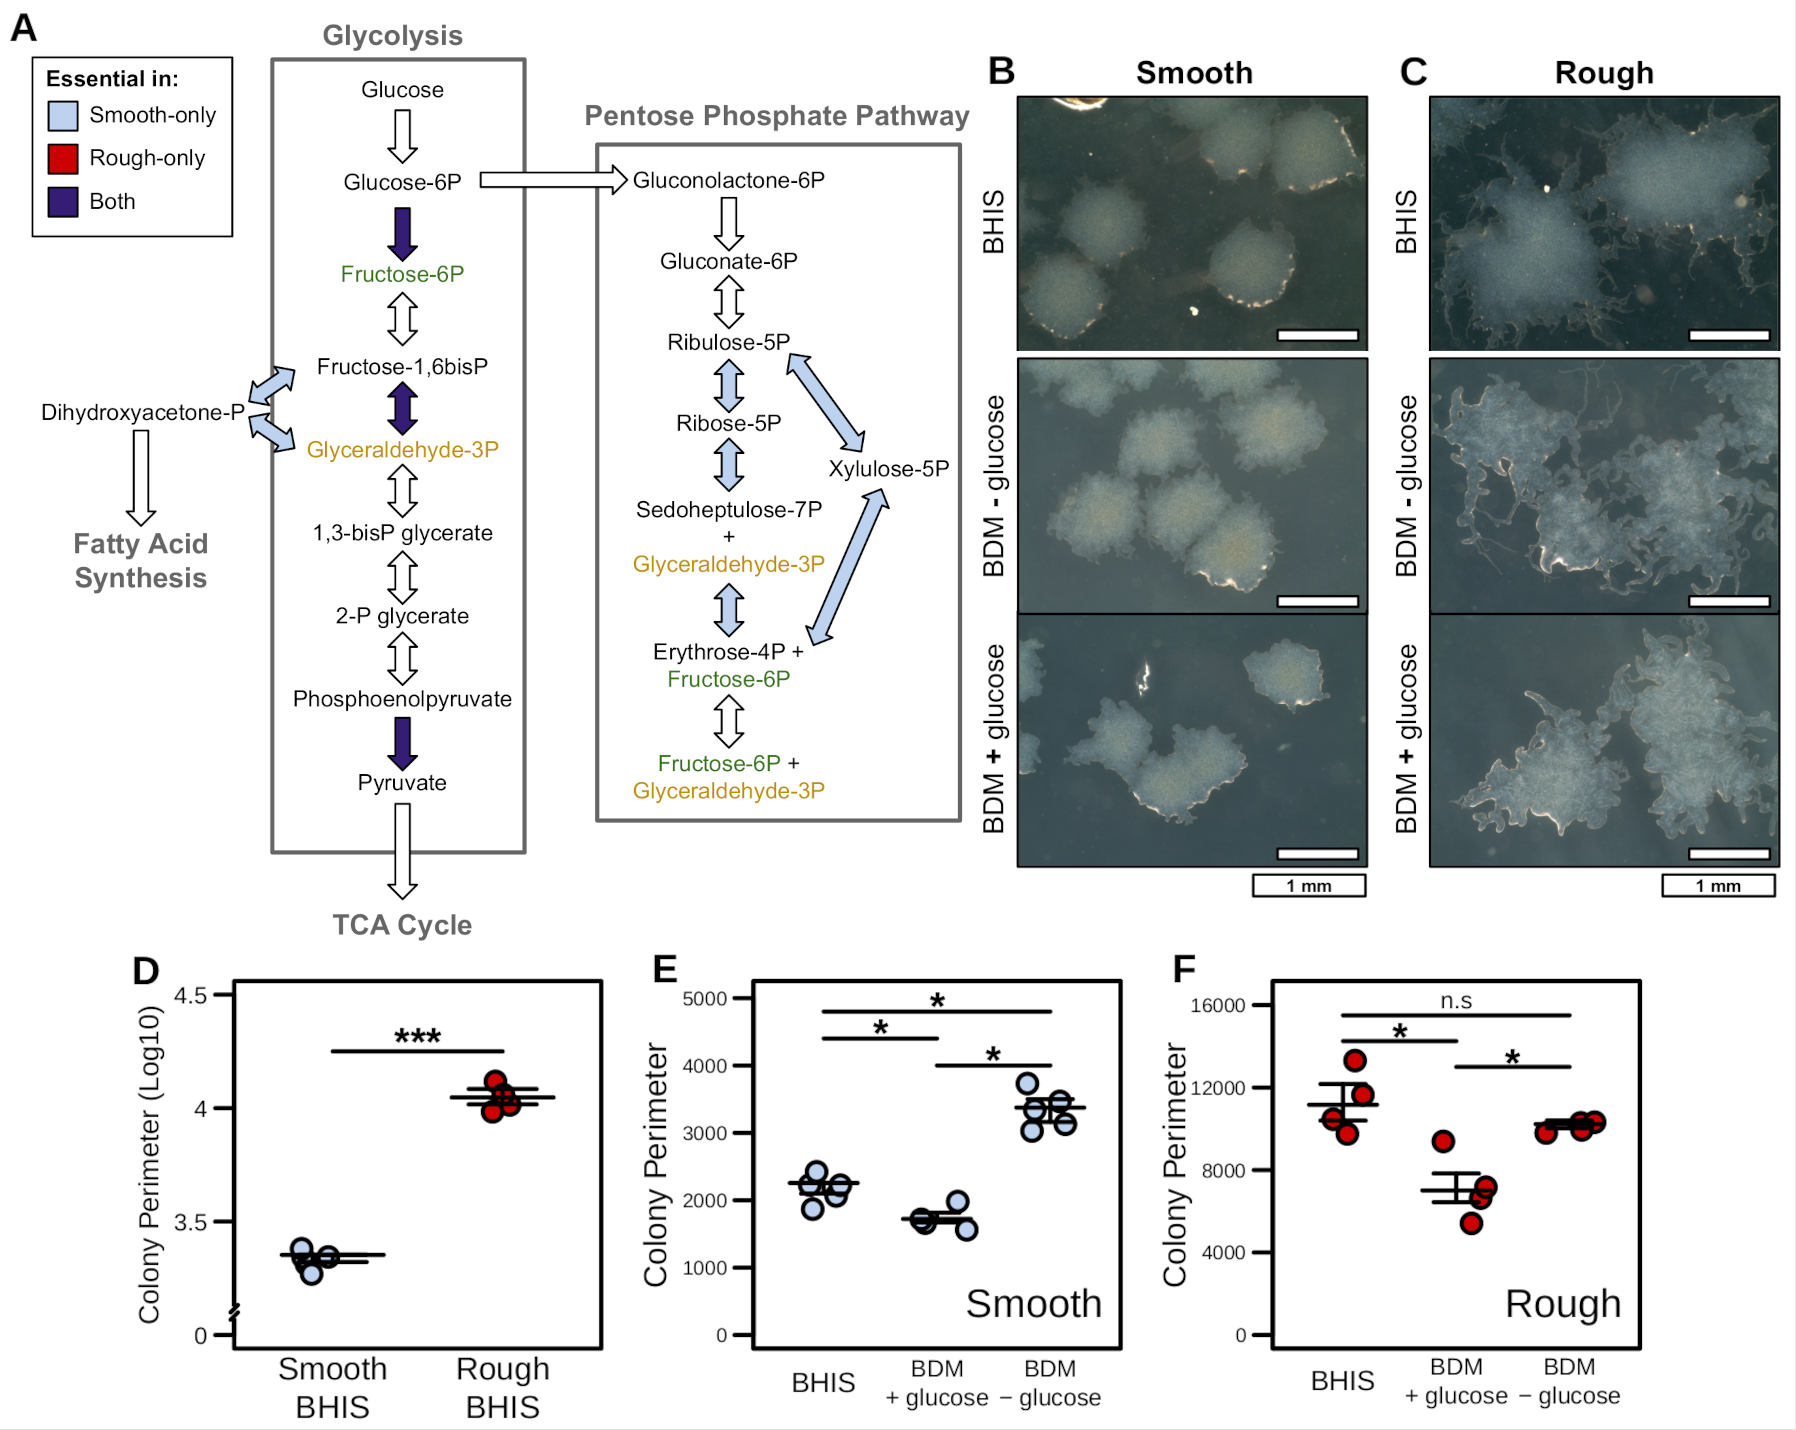 A
Essential in:
Smooth-only
Rough-only
Both
Glycolysis
Glucose
Glucose-6P
Fructose-6P
Fructose-1,6bisP
Dihydroxyacetone-P
Glyceraldehyde-3P
Fatty Acid
Synthesis
1,3-bisP glycerate
2-P glycerate
Phosphoenolpyruvate
Pyruvate
TCA Cycle
Pentose Phosphate Pathway
Gluconolactone-6P
Gluconate-6P
Ribulose-5P
Ribose-5P
Xylulose-5P
Sedoheptulose-7P
+
Glyceraldehyde-3P
Erythrose-4P +
Fructose-6P
Fructose-6P +
Glyceraldehyde-3P
B
Smooth
BHIS
BDM - glucose
BDM + glucose
1 mm
C
Rough
BHIS
BDM - glucose
BDM + glucose
1 mm
D
Colony Perimeter (Log10)
4.5
4
3.5
0
***
Smooth
BHIS
Rough
BHIS
E
Colony Perimeter
5000
4000
3000
2000
1000
0
*
*
*
Smooth
BHIS
BDM
+ glucose
BDM
− glucose
F
Colony Perimeter
16000
12000
8000
4000
0
n.s
*
*
Rough
BHIS
BDM
+ glucose
BDM
− glucose